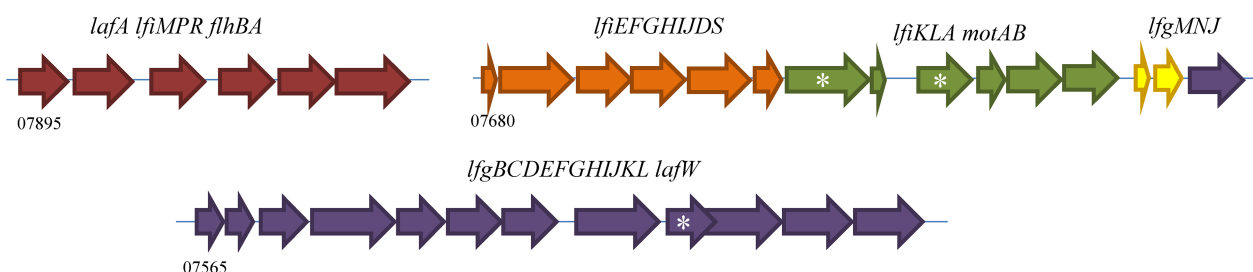 lafA lfiMPR flhBA
lfiEFGHIJDS
lfiKLA motAB
lfgMNJ
*
*
07895
07680
lfgBCDEFGHIJKL lafW
*
07565